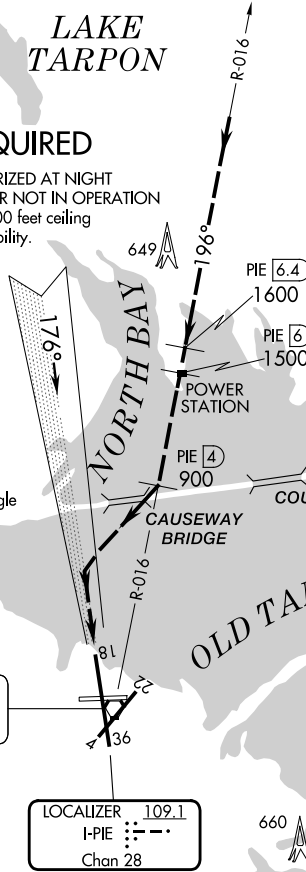 LAKE
TARPON
R-016
QUIRED
RIZED AT NIGHT
R NOT IN OPERATION
00 feet ceiling
bility.
649
196°
PIE 6.4
1600
PIE 6
1500
176°
NORTH BAY
POWER
STATION
PIE 4
900
gle
COU
CAUSEWAY
BRIDGE
R-016
OLD TAM
18
22
4
36
LOCALIZER 109.1
I-PIE
Chan 28
660